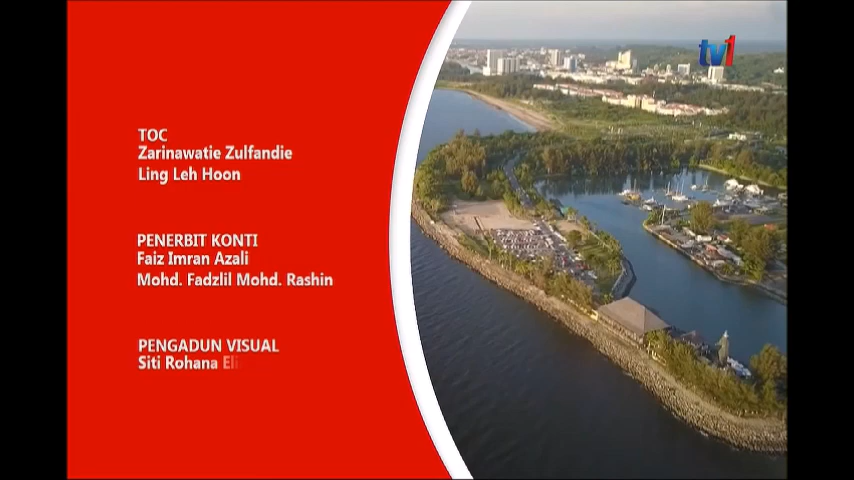 tv1
TOC
Zarinawatie Zulfandie
Ling Leh Hoon
PENERBIT KONTI
Faiz Imran Azali
Mohd. Fadzlil Mohd. Rashin
PENGADUN VISUAL
Siti Rohana